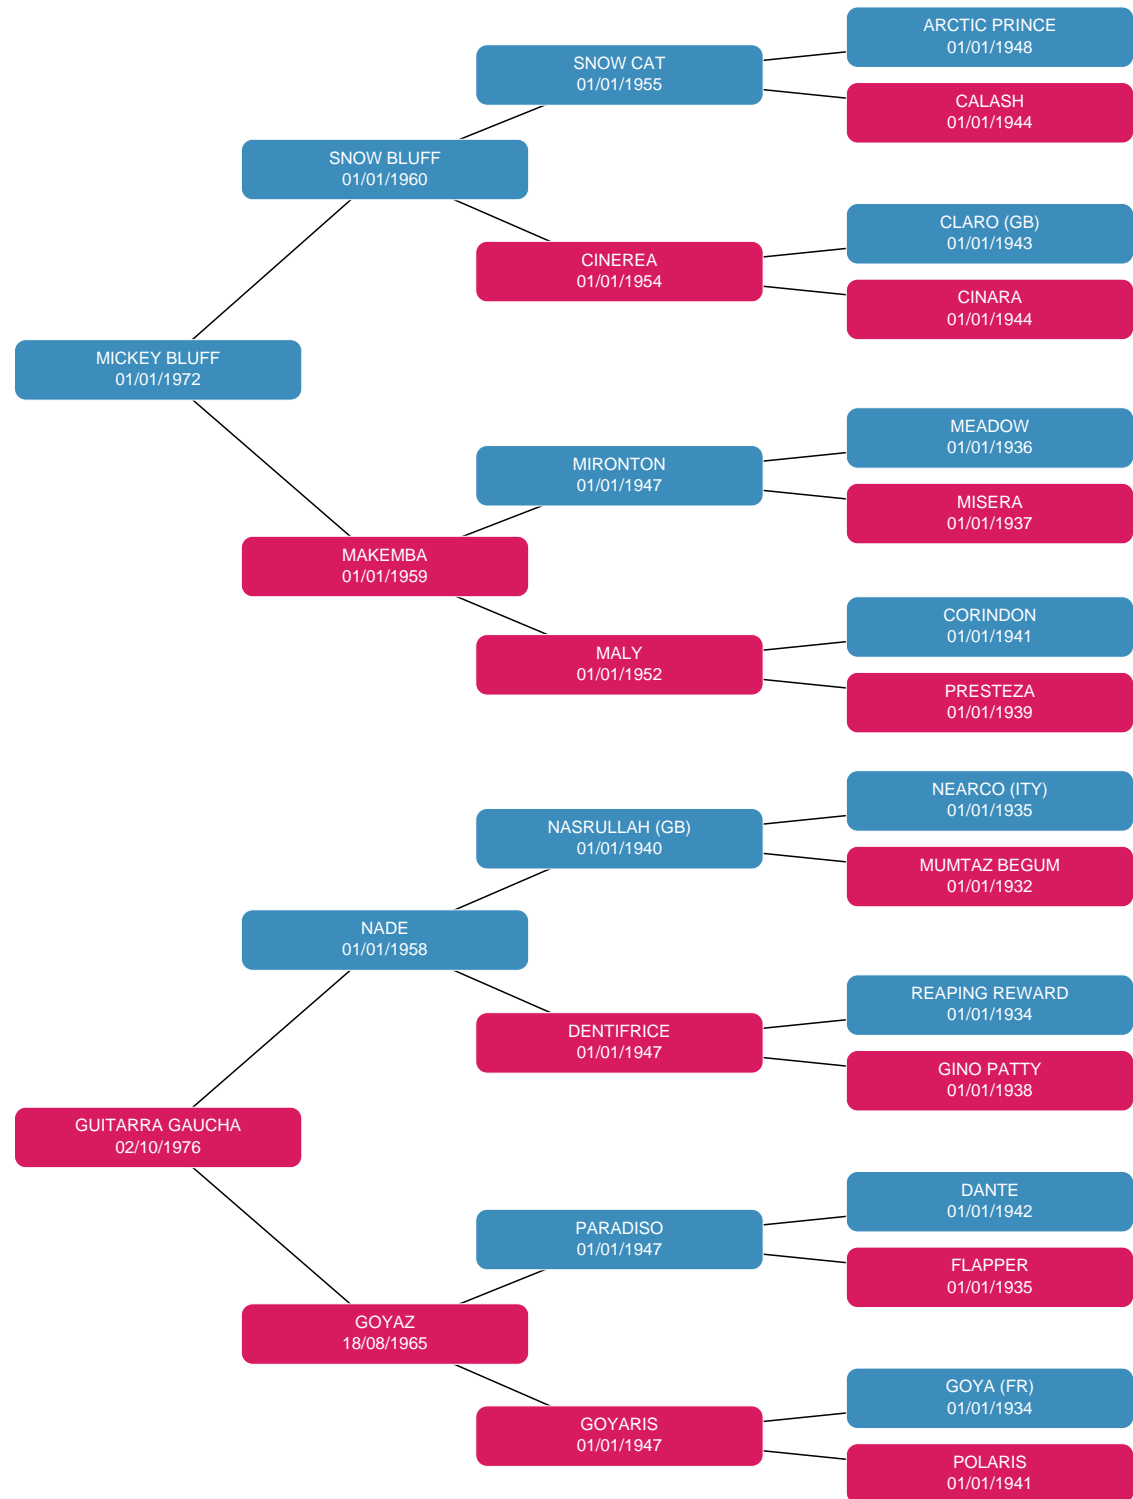 ARCTIC PRINCE
01/01/1948
SNOW CAT
01/01/1955
CALASH
01/01/1944
SNOW BLUFF
01/01/1960
CLARO (GB)
01/01/1943
CINEREA
01/01/1954
CINARA
01/01/1944
MICKEY BLUFF
01/01/1972
MEADOW
01/01/1936
MIRONTON
01/01/1947
MISERA
01/01/1937
MAKEMBA
01/01/1959
CORINDON
01/01/1941
MALY
01/01/1952
PRESTEZA
01/01/1939
NEARCO (ITY)
01/01/1935
NASRULLAH (GB)
01/01/1940
MUMTAZ BEGUM
01/01/1932
NADE
01/01/1958
REAPING REWARD
01/01/1934
DENTIFRICE
01/01/1947
GINO PATTY
01/01/1938
GUITARRA GAUCHA
02/10/1976
DANTE
01/01/1942
PARADISO
01/01/1947
FLAPPER
01/01/1935
GOYAZ
18/08/1965
GOYA (FR)
01/01/1934
GOYARIS
01/01/1947
POLARIS
01/01/1941